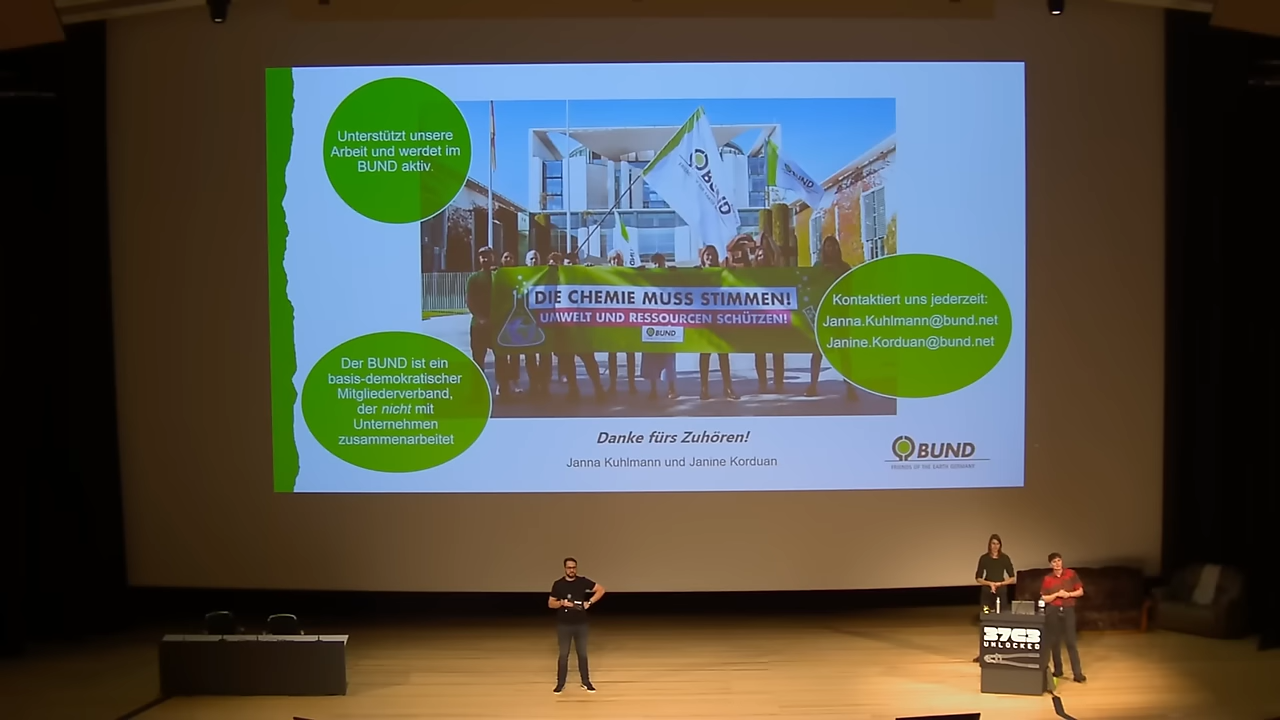 Unterstützt unsere
Arbeit und werdet im
BUND aktiv.
BUND
BUND
DIE CHEMIE MUSS STIMMEN!
UMWELT UND RESSOURCEN SCHÜTZEN!
BUND
Kontaktiert uns jederzeit:
Janna.Kuhlmann@bund.net
Janine.Korduan@bund.net
Der BUND ist ein
basis-demokratischer
Mitgliederverband,
der nicht mit
Unternehmen
zusammenarbeitet
Danke fürs Zuhören!
Janna Kuhlmann und Janine Korduan
BUND
FRIENDS OF THE EARTH GERMANY
37C3
UNLOCKED